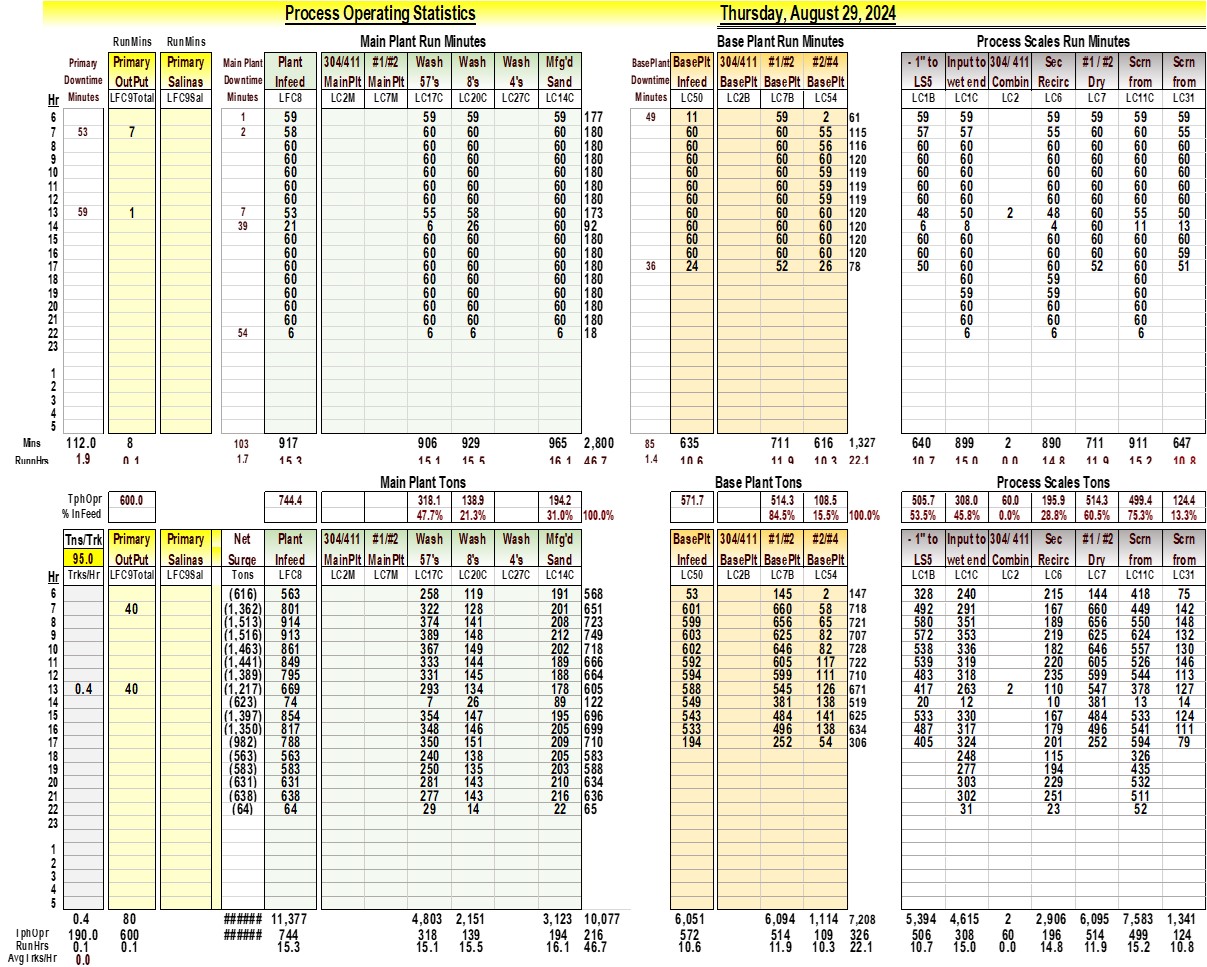 Process Operating Statistics Thursday, August 29, 2024
RunMins RunMins Main Plant Run Minutes Base Plant Run Minutes Process Scales Run Minutes
Primary Primary Primary Main Plant Plant 304/411 #1/#2 Wash Wash Wash Mfg'd BasePlant BasePlt 304/411 #1/#2 #2/#4 - 1" to Input to 304/ 411 Sec #1 / #2 Scrn Scrn
Downtime OutPut Salinas Downtime Infeed MainPlt MainPlt 57's 8's 4's Sand Downtime Infeed BasePlt BasePlt BasePlt LS5 wet end Combin Recirc Dry from from
Hr Minutes LFC9Total LFC9Sal Minutes LFC8 LC2M LC7M LC17C LC20C LC27C LC14C Minutes LC50 LC2B LC7B LC54 LC1B LC1C LC2 LC6 LC7 LC11C LC31
6 1 59 59 59 59 177 49 11 59 2 61 59 59 59 59 59 59
7 53 7 2 58 60 60 60 180 60 60 55 115 57 57 55 60 60 55
8 60 60 60 60 180 60 60 56 116 60 60 60 60 60 60
9 60 60 60 60 180 60 60 60 120 60 60 60 60 60 60
10 60 60 60 60 180 60 60 59 119 60 60 60 60 60 60
11 60 60 60 60 180 60 60 59 119 60 60 60 60 60 60
12 60 60 60 60 180 60 60 59 119 60 60 60 60 60 60
13 59 1 7 53 55 58 60 173 60 60 60 120 48 50 2 48 60 55 50
14 39 21 6 26 60 92 60 60 60 120 6 8 4 60 11 13
15 60 60 60 60 180 60 60 60 120 60 60 60 60 60 60
16 60 60 60 60 180 60 60 60 120 60 60 60 60 60 59
17 60 60 60 60 180 36 24 52 26 78 50 60 60 52 60 51
18 60 60 60 60 180 60 59 60
19 60 60 60 60 180 59 59 60
20 60 60 60 60 180 60 60 60
21 60 60 60 60 180 60 60 60
22 54 6 6 6 6 18 6 6 6
23
1
2
3
4
5
Mins 112.0 8 103 917 906 929 965 2,800 85 635 711 616 1,327 640 899 2 890 711 911 647
RunnHrs 1.9 0.1 1.7 15.3 15.1 15.5 16.1 46.7 1.4 10.6 11.9 10.3 22.1 10.7 15.0 0.0 14.8 11.9 15.2 10.8
Main Plant Tons Base Plant Tons Process Scales Tons
TphOpr 600.0 744.4 318.1 138.9 194.2 571.7 514.3 108.5 505.7 308.0 60.0 195.9 514.3 499.4 124.4
% InFeed 47.7% 21.3% 31.0% 100.0% 84.5% 15.5% 100.0% 53.5% 45.8% 0.0% 28.8% 60.5% 75.3% 13.3%
Tns/Trk Primary Primary Net Plant 304/411 #1/#2 Wash Wash Wash Mfg'd BasePlt 304/411 #1/#2 #2/#4 - 1" to Input to 304/ 411 Sec #1 / #2 Scrn Scrn
95.0 OutPut Salinas Surge Infeed MainPlt MainPlt 57's 8's 4's Sand Infeed BasePlt BasePlt BasePlt LS5 wet end Combin Recirc Dry from from
Hr Trks/Hr LFC9Total LFC9Sal Tons LFC8 LC2M LC7M LC17C LC20C LC27C LC14C LC50 LC2B LC7B LC54 LC1B LC1C LC2 LC6 LC7 LC11C LC31
6 (616) 563 258 119 191 568 53 145 2 147 328 240 215 144 418 75
7 40 (1,362) 801 322 128 201 651 601 660 58 718 492 291 167 660 449 142
8 (1,513) 914 374 141 208 723 599 656 65 721 580 351 189 656 550 148
9 (1,516) 913 389 148 212 749 603 625 82 707 572 353 219 625 624 132
10 (1,463) 861 367 149 202 718 602 646 82 728 538 336 182 646 557 130
11 (1,441) 849 333 144 189 666 592 605 117 722 539 319 220 605 526 146
12 (1,389) 795 331 145 188 664 594 599 111 710 483 318 235 599 544 113
13 0.4 40 (1,217) 669 293 134 178 605 588 545 126 671 417 263 2 110 547 378 127
14 (623) 74 7 26 89 122 549 381 138 519 20 12 10 381 13 14
15 (1,397) 854 354 147 195 696 543 484 141 625 533 330 167 484 533 124
16 (1,350) 817 348 146 205 699 533 496 138 634 487 317 179 496 541 111
17 (982) 788 350 151 209 710 194 252 54 306 405 324 201 252 594 79
18 (563) 563 240 138 205 583 248 115 326
19 (583) 583 250 135 203 588 277 194 435
20 (631) 631 281 143 210 634 303 229 532
21 (638) 638 277 143 216 636 302 251 511
22 (64) 64 29 14 22 65 31 23 52
23
1
2
3
4
5
0.4 80 ###### 11,377 4,803 2,151 3,123 10,077 6,051 6,094 1,114 7,208 5,394 4,615 2 2,906 6,095 7,583 1,341
TphOpr 190.0 600 ###### 744 318 139 194 216 572 514 109 326 506 308 60 196 514 499 124
RunHrs 0.1 0.1 15.3 15.1 15.5 16.1 46.7 10.6 11.9 10.3 22.1 10.7 15.0 0.0 14.8 11.9 15.2 10.8
Avg Trks/Hr 0.0